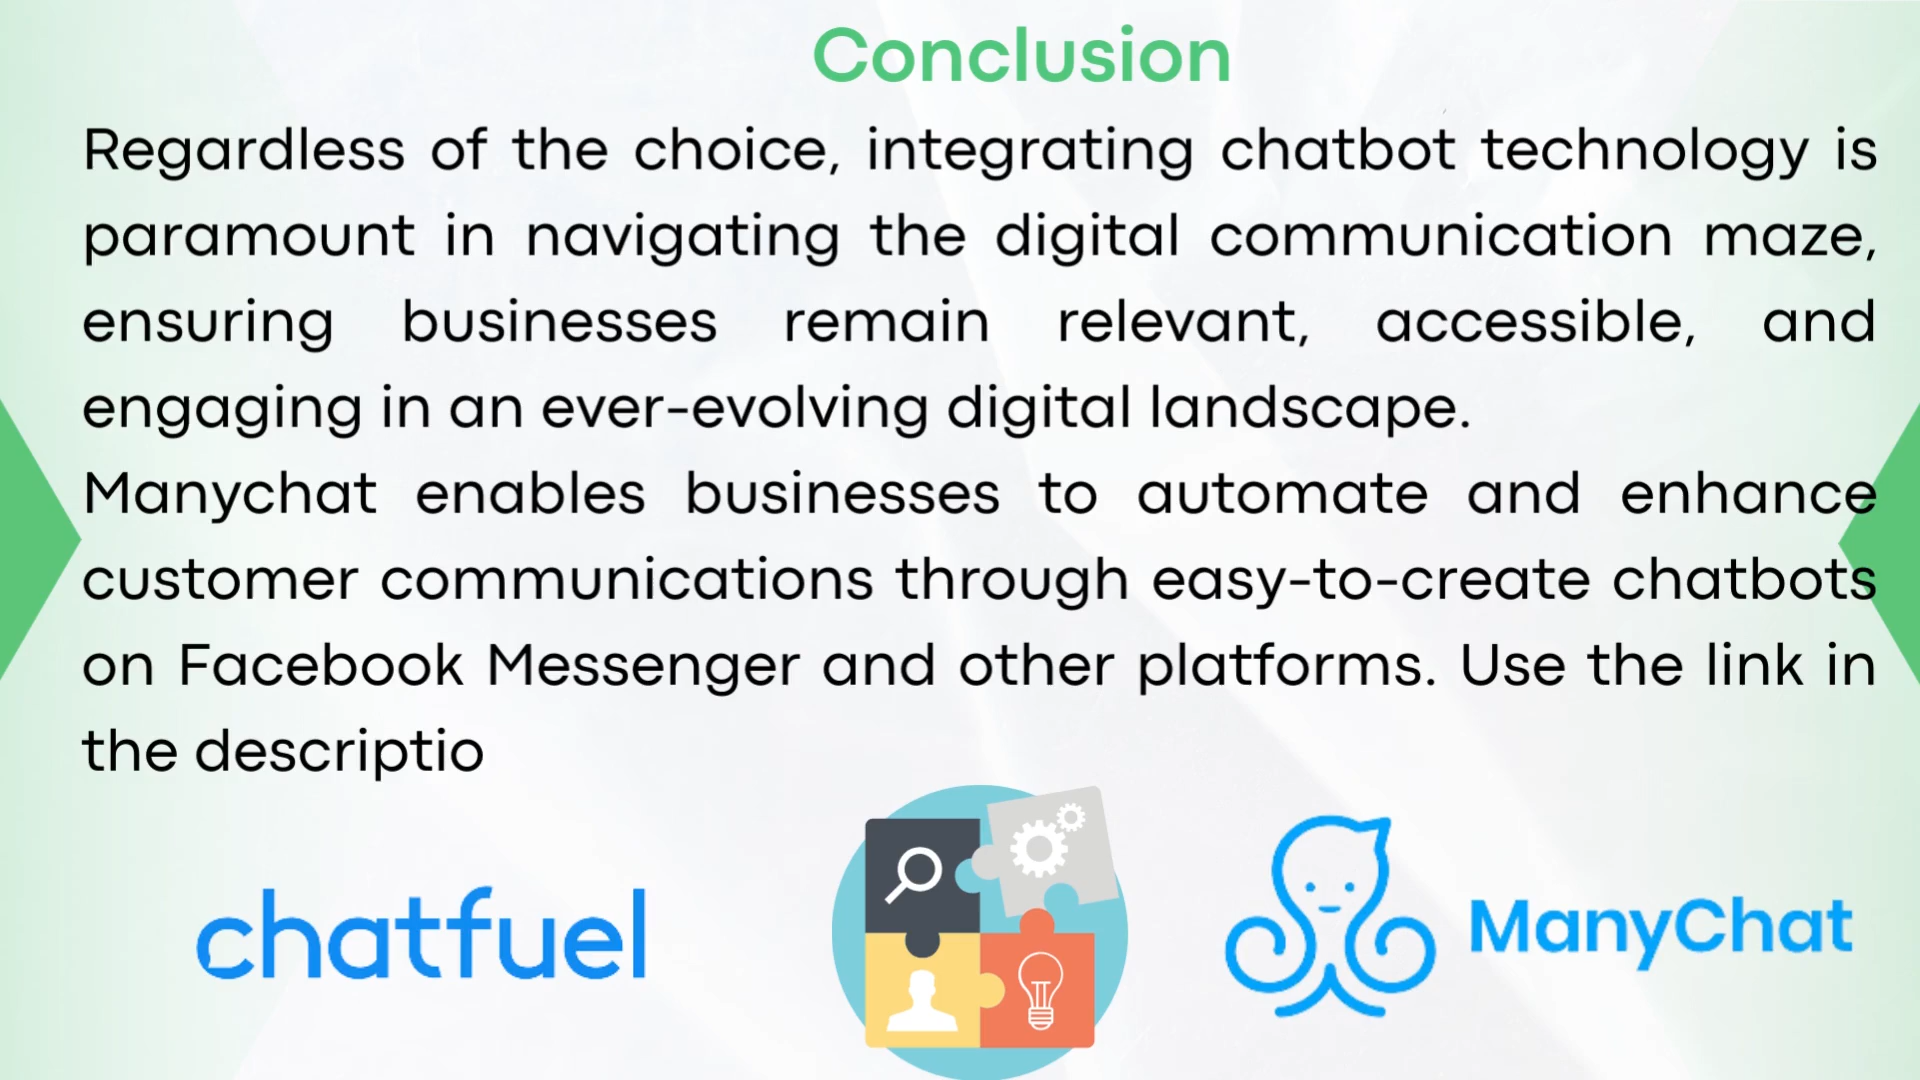 Conclusion
Regardless of the choice, integrating chatbot technology is
paramount in navigating the digital communication maze,
ensuring businesses remain relevant, accessible, and
engaging in an ever-evolving digital landscape.
Manychat enables businesses to automate and enhance
customer communications through easy-to-create chatbots
on Facebook Messenger and other platforms. Use the link in
the descriptio
chatfuel
ManyChat